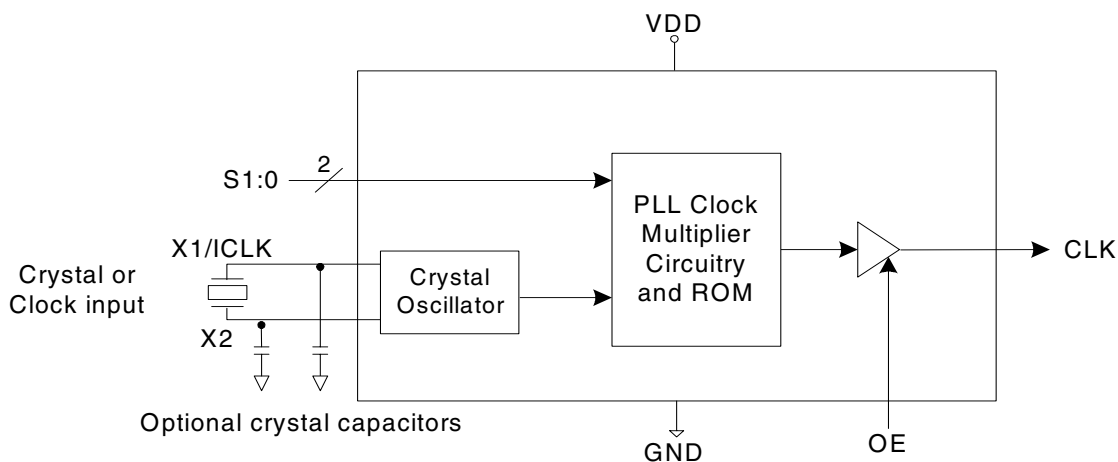 VDD
2
S1:0
PLL Clock
Multiplier
Circuitry
and ROM
CLK
X1/ICLK
Crystal or
Clock input
Crystal
Oscillator
X2
Optional crystal capacitors
GND
OE